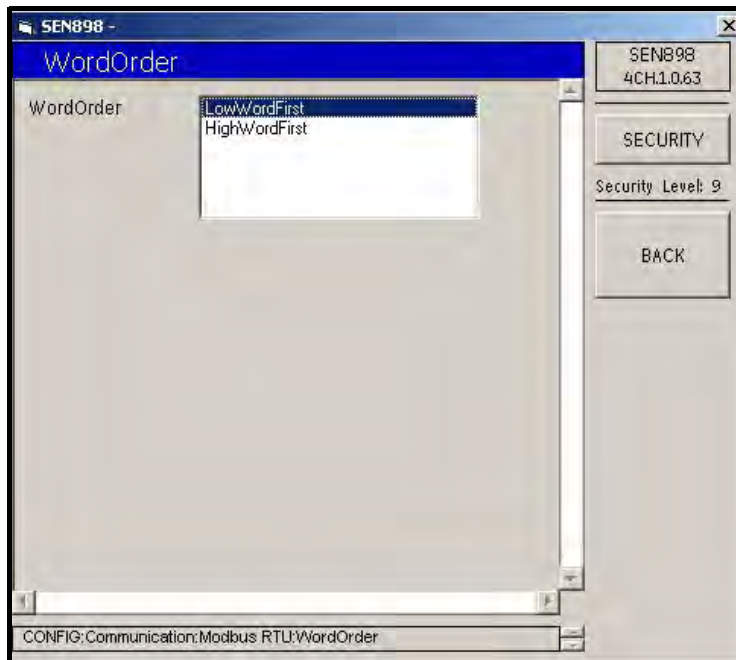 SEN898 -
WordOrder
SEN898
4CH.1.0.63
WordOrder
LowWordFirst
HighWordFirst
SECURITY
Security Level: 9
BACK
CONFIG:Communication:Modbus RTU:WordOrder